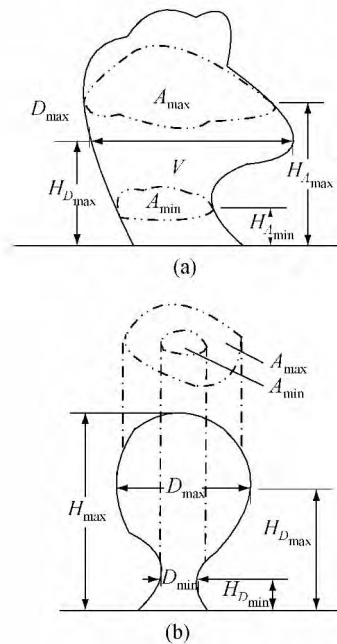 A_max
D_max
V
H_D_max
A_min
H_A_min
H_A_max
(a)
A_max
A_min
H_max
D_max
H_D_max
D_min
H_D_min
(b)